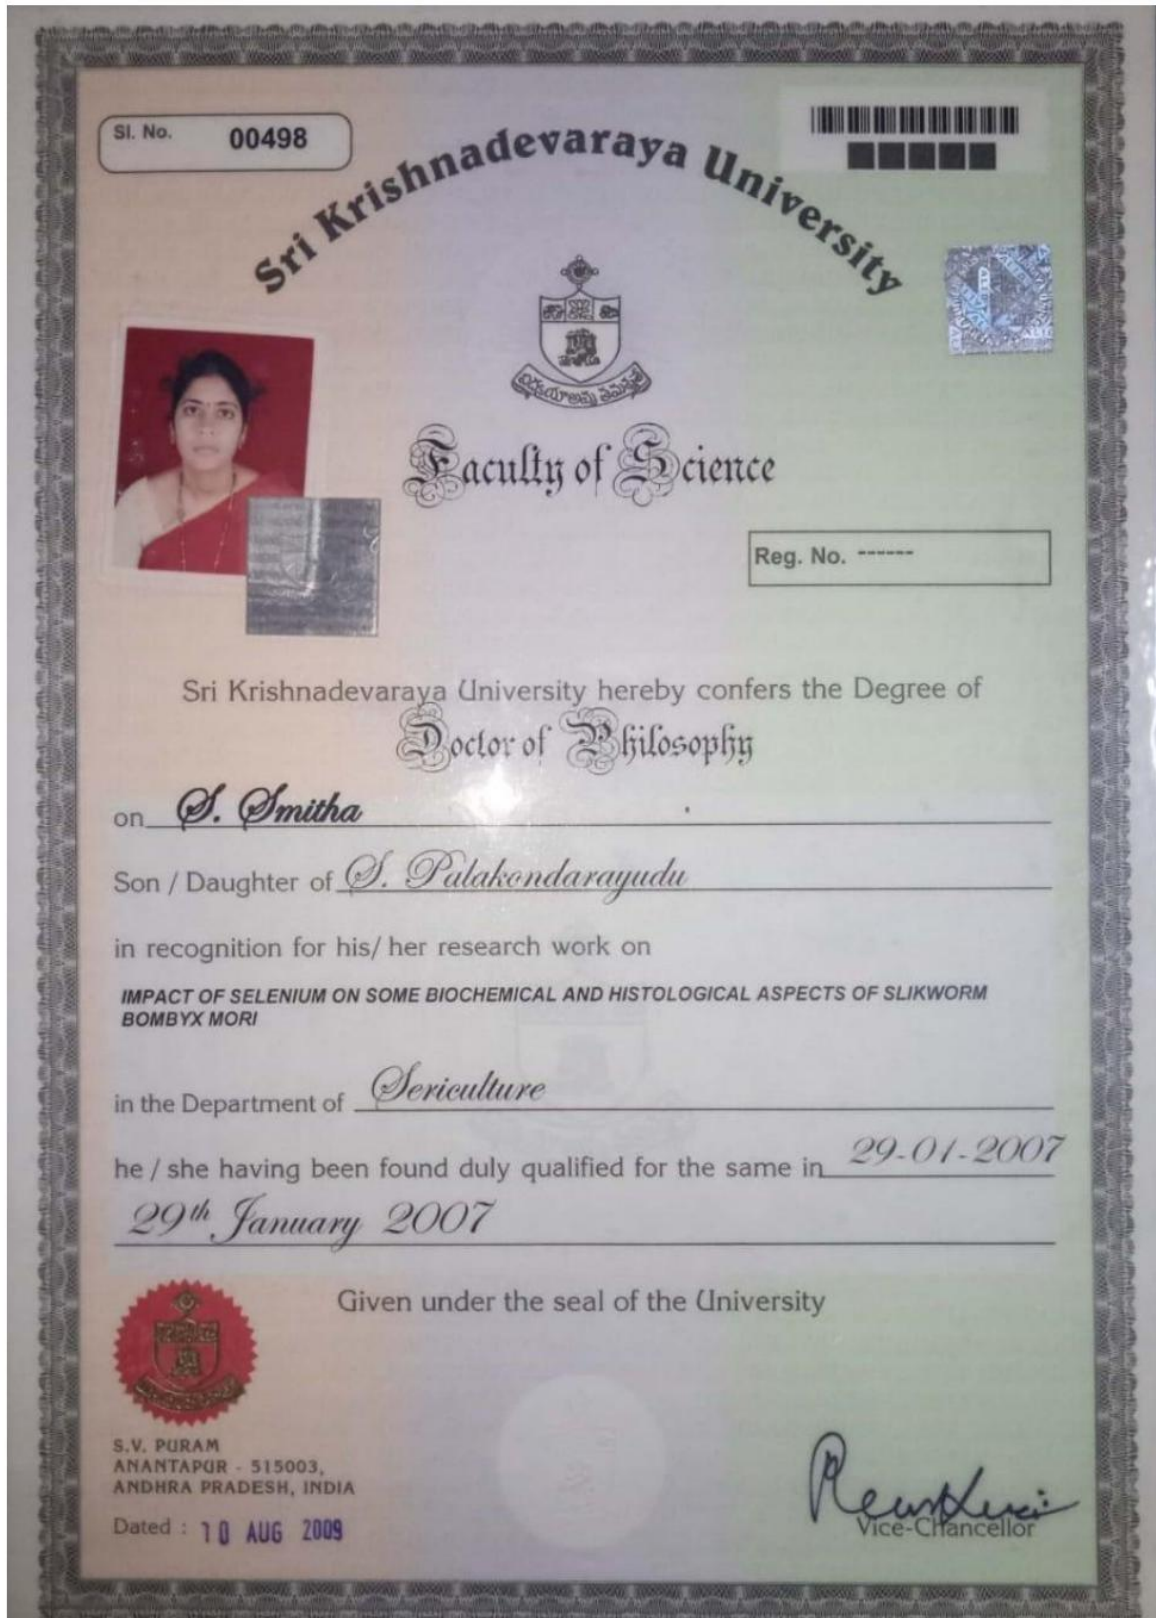 Sl. No. 00498
Sri Krishnadevaraya University
Faculty of Science
Reg. No. ------
Sri Krishnadevaraya University hereby confers the Degree of
Doctor of Philosophy
on S. Smitha
Son / Daughter of S. Palakondarayudu
in recognition for his/ her research work on
IMPACT OF SELENIUM ON SOME BIOCHEMICAL AND HISTOLOGICAL ASPECTS OF SLIKWORM
BOMBYX MORI
in the Department of Sericulture
he / she having been found duly qualified for the same in 29-01-2007
29th January 2007
Given under the seal of the University
S.V. PURAM
ANANTAPUR - 515003,
ANDHRA PRADESH, INDIA
Dated : 10 AUG 2009
Vice-Chancellor